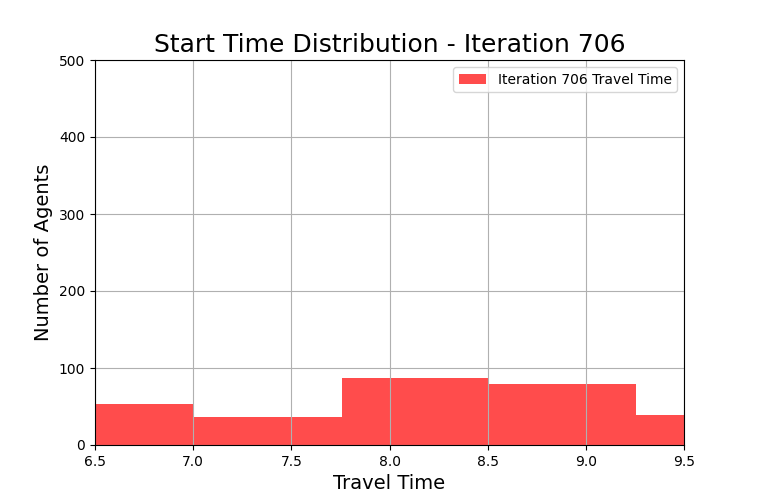 Start Time Distribution - Iteration 706
Iteration 706 Travel Time
Number of Agents
500
400
300
200
100
0
6.5 7.0 7.5 8.0 8.5 9.0 9.5
Travel Time